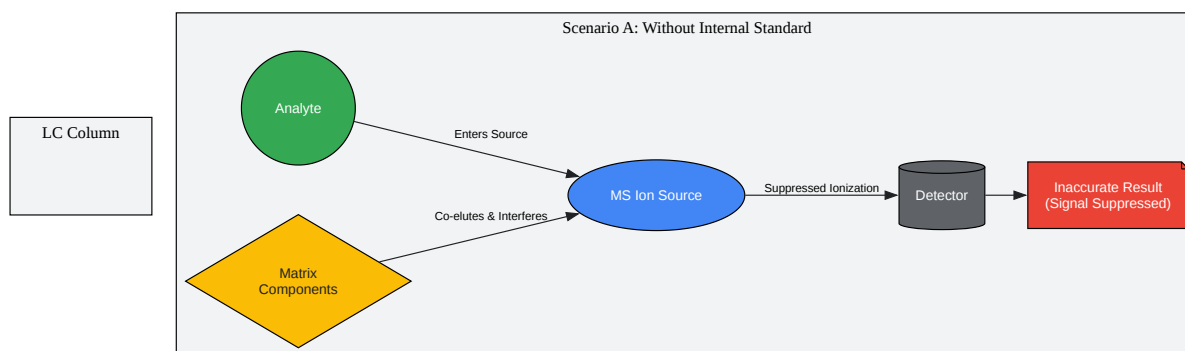 Scenario A: Without Internal Standard
LC Column
Analyte
Enters Source
MS Ion Source
Suppressed Ionization
Detector
Inaccurate Result
(Signal Suppressed)
Co-elutes & Interferes
Matrix
Components